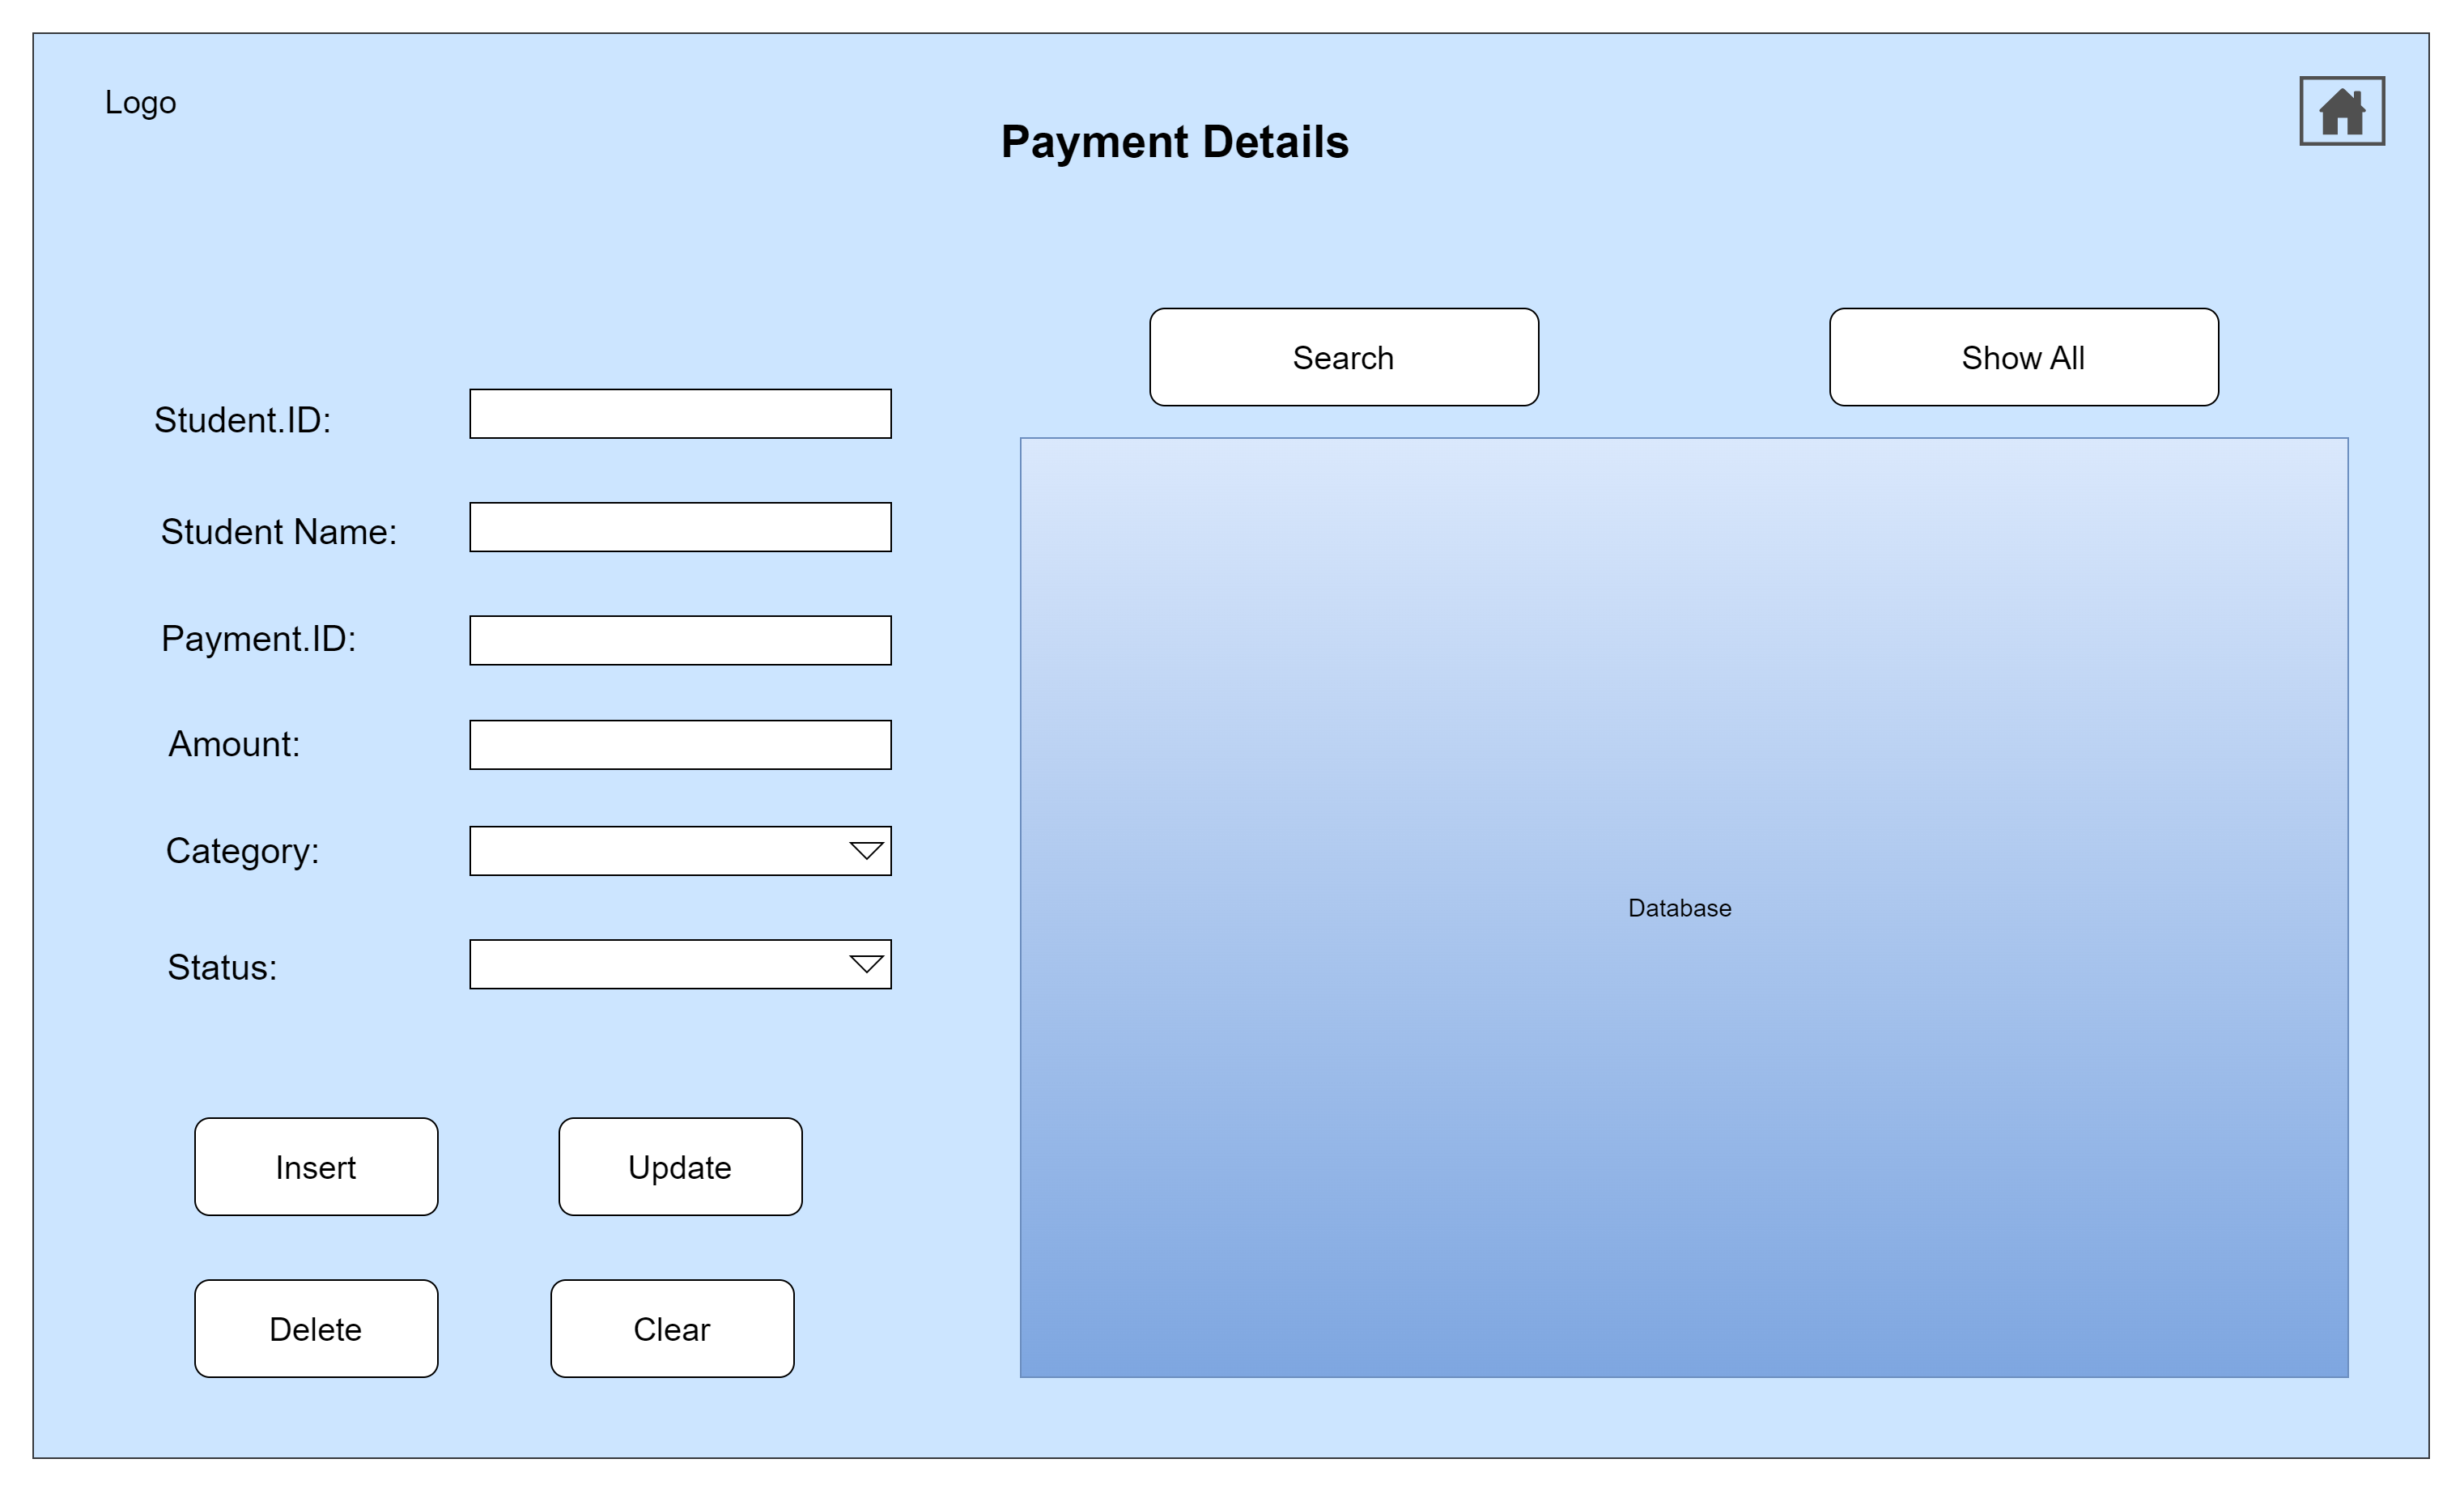 Logo
Payment Details
Search
Show All
Student.ID:
Student Name:
Payment.ID:
Amount:
Category:
Status:
Database
Insert
Update
Delete
Clear